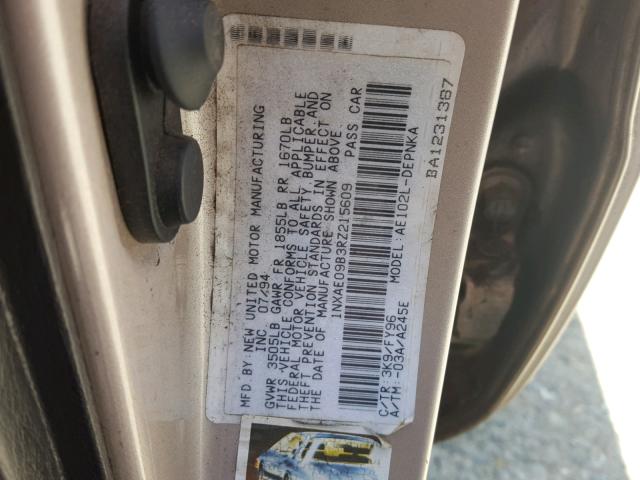 MFD BY: NEW UNITED MOTOR MANUFACTURING
INC. 07/94
GVWR 3505LB GAWR FR 1855LB RR 1670LB
THIS VEHICLE CONFORMS TO ALL APPLICABLE
FEDERAL MOTOR VEHICLE SAFETY BUMPER AND
THEFT PREVENTION STANDARDS IN EFFECT ON
THE DATE OF MANUFACTURE SHOWN ABOVE.
1NXAE09B3RZ215609 PASS CAR
C/TR: 3K9/FY96 MODEL: AE102L-DEPNKA
A/TM: -03A/A245E
BA1231387